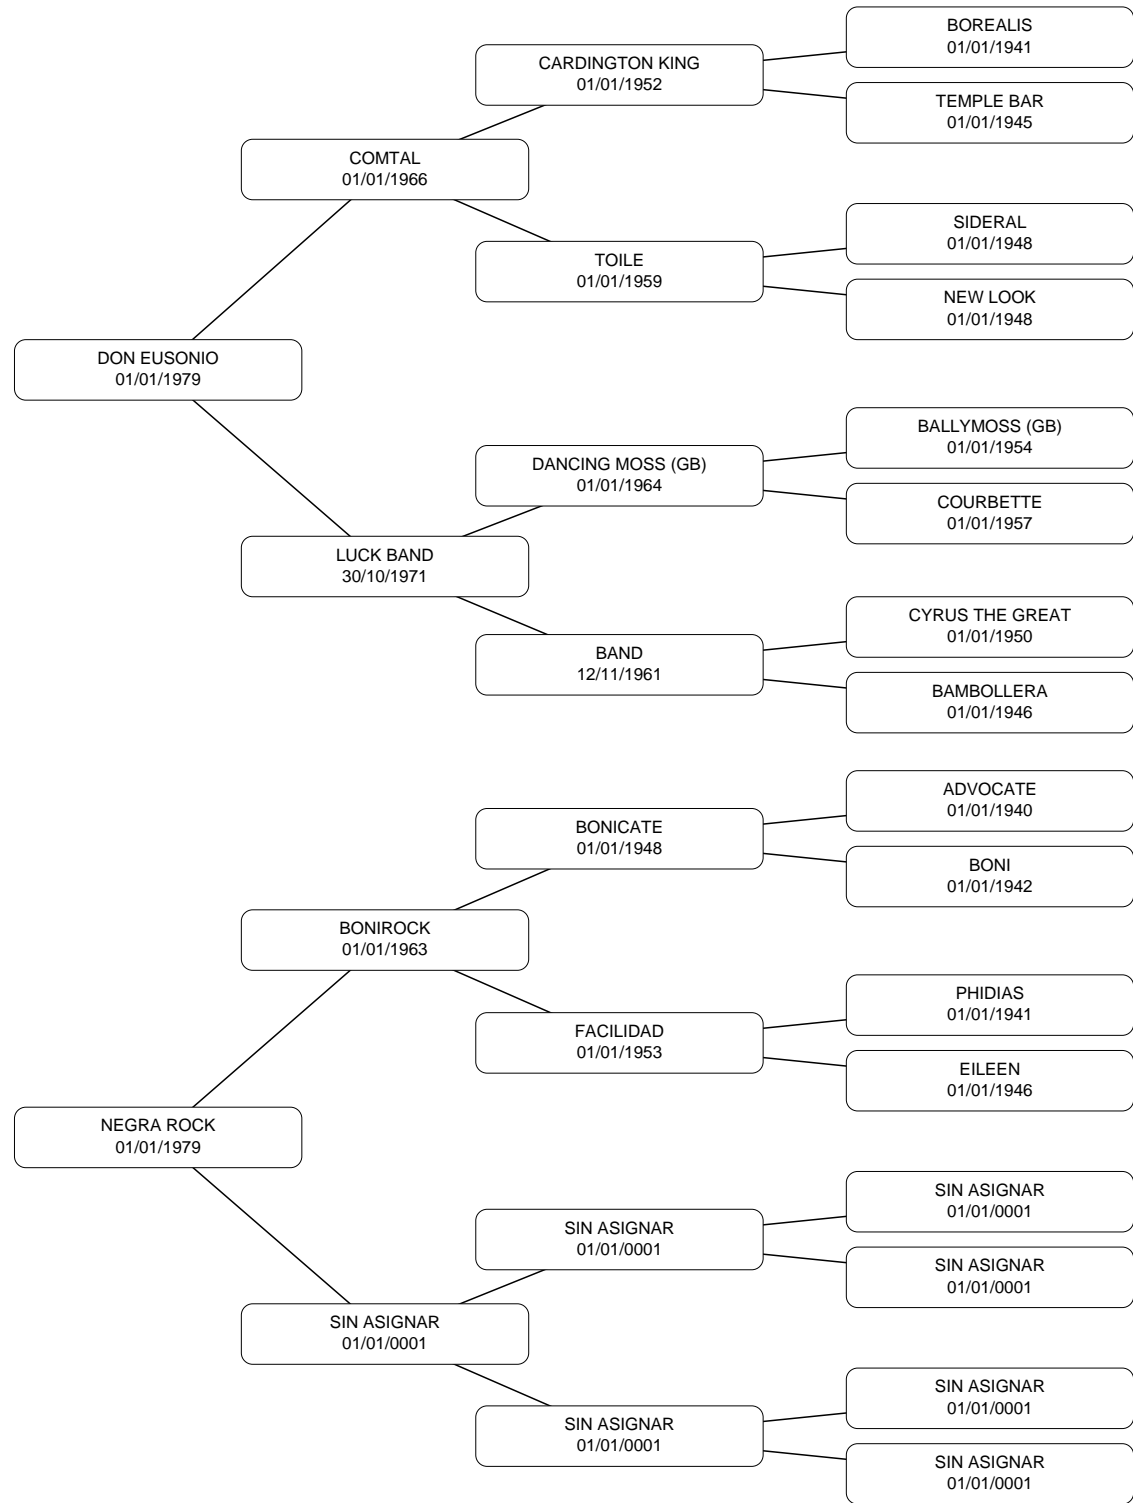 BOREALIS
01/01/1941
CARDINGTON KING
01/01/1952
TEMPLE BAR
01/01/1945
COMTAL
01/01/1966
SIDERAL
01/01/1948
TOILE
01/01/1959
NEW LOOK
01/01/1948
DON EUSONIO
01/01/1979
BALLYMOSS (GB)
01/01/1954
DANCING MOSS (GB)
01/01/1964
COURBETTE
01/01/1957
LUCK BAND
30/10/1971
CYRUS THE GREAT
01/01/1950
BAND
12/11/1961
BAMBOLLERA
01/01/1946
ADVOCATE
01/01/1940
BONICATE
01/01/1948
BONI
01/01/1942
BONIROCK
01/01/1963
PHIDIAS
01/01/1941
FACILIDAD
01/01/1953
EILEEN
01/01/1946
NEGRA ROCK
01/01/1979
SIN ASIGNAR
01/01/0001
SIN ASIGNAR
01/01/0001
SIN ASIGNAR
01/01/0001
SIN ASIGNAR
01/01/0001
SIN ASIGNAR
01/01/0001
SIN ASIGNAR
01/01/0001
SIN ASIGNAR
01/01/0001